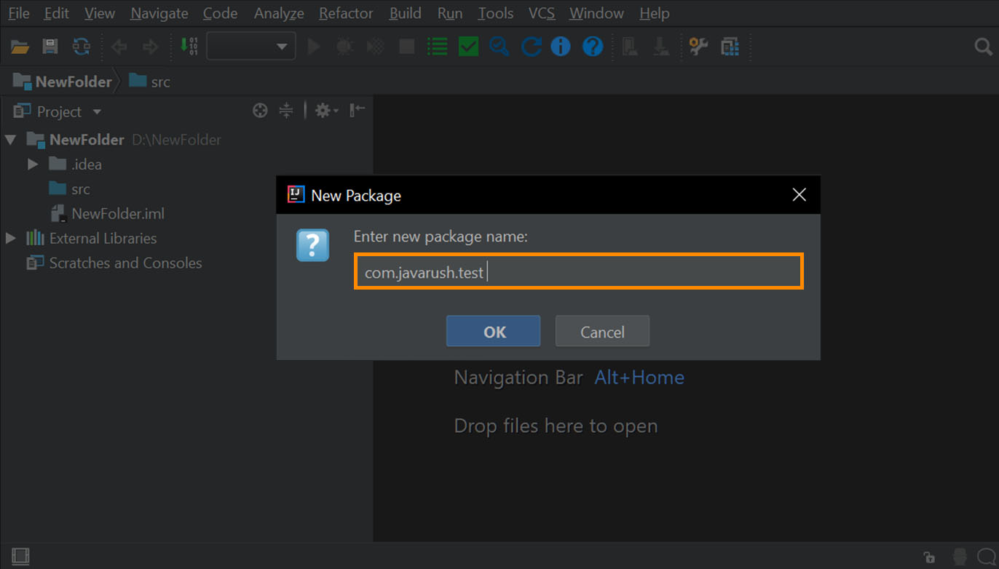 File Edit View Navigate Code Analyze Refactor Build Run Tools VCS Window Help
NewFolder src
Project
NewFolder D:\NewFolder
.idea
src
NewFolder.iml
External Libraries
Scratches and Consoles
New Package
Enter new package name:
com.javarush.test
OK Cancel
Navigation Bar Alt+Home
Drop files here to open